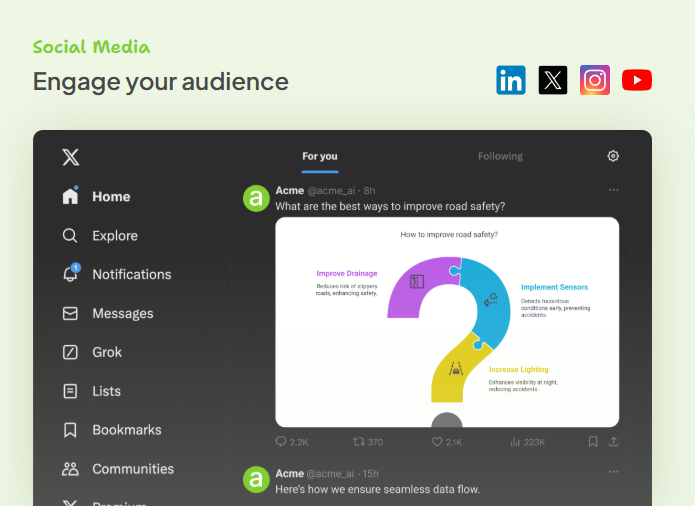 Social Media
Engage your audience
For you
Following
Home
Explore
Notifications
1
Messages
Grok
Lists
Bookmarks
Communities
Premium
a
Acme @acme_ai · 8h
What are the best ways to improve road safety?
How to improve road safety?
Improve Drainage
Reduces risk of slippery
roads, enhancing safety.
Implement Sensors
Detects hazardous
conditions early, preventing
accidents.
Increase Lighting
Enhances visibility at night,
reducing accidents.
2.2K
370
2.1K
223K
a
Acme @acme_ai · 15h
Here's how we ensure seamless data flow.